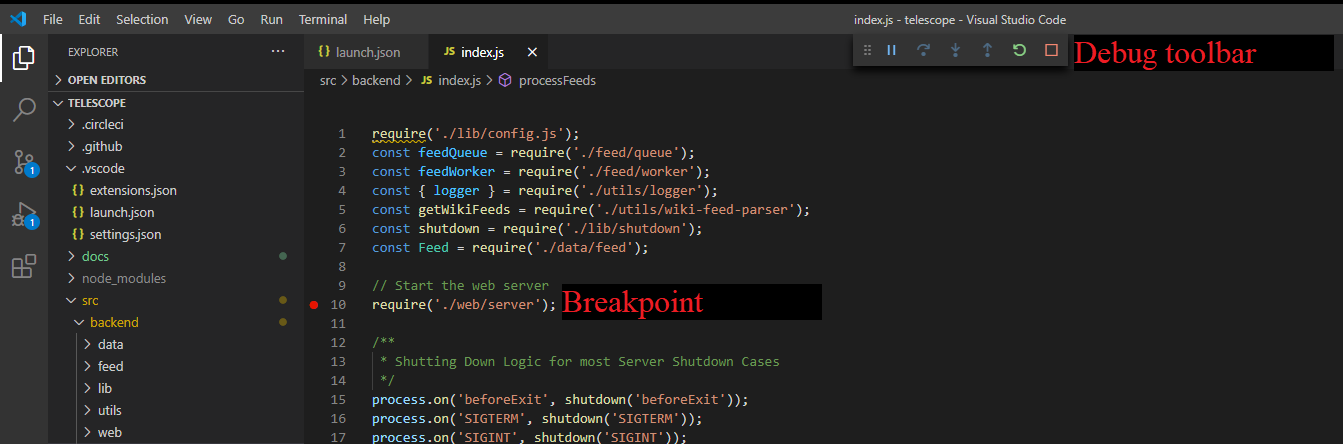 File Edit Selection View Go Run Terminal Help
index.js - telescope - Visual Studio Code
EXPLORER ···
OPEN EDITORS
TELESCOPE
.circleci
.github
.vscode
{} extensions.json
{} launch.json
{} settings.json
docs
node_modules
src
backend
data
feed
lib
utils
web
1
1
{} launch.json
JS index.js
Debug toolbar
src > backend > JS index.js > processFeeds
1 require('./lib/config.js');
2 const feedQueue = require('./feed/queue');
3 const feedWorker = require('./feed/worker');
4 const { logger } = require('./utils/logger');
5 const getWikiFeeds = require('./utils/wiki-feed-parser');
6 const shutdown = require('./lib/shutdown');
7 const Feed = require('./data/feed');
8
9 // Start the web server
10 require('./web/server'); Breakpoint
11
12 /**
13 * Shutting Down Logic for most Server Shutdown Cases
14 */
15 process.on('beforeExit', shutdown('beforeExit'));
16 process.on('SIGTERM', shutdown('SIGTERM'));
17 process.on('SIGINT', shutdown('SIGINT'));